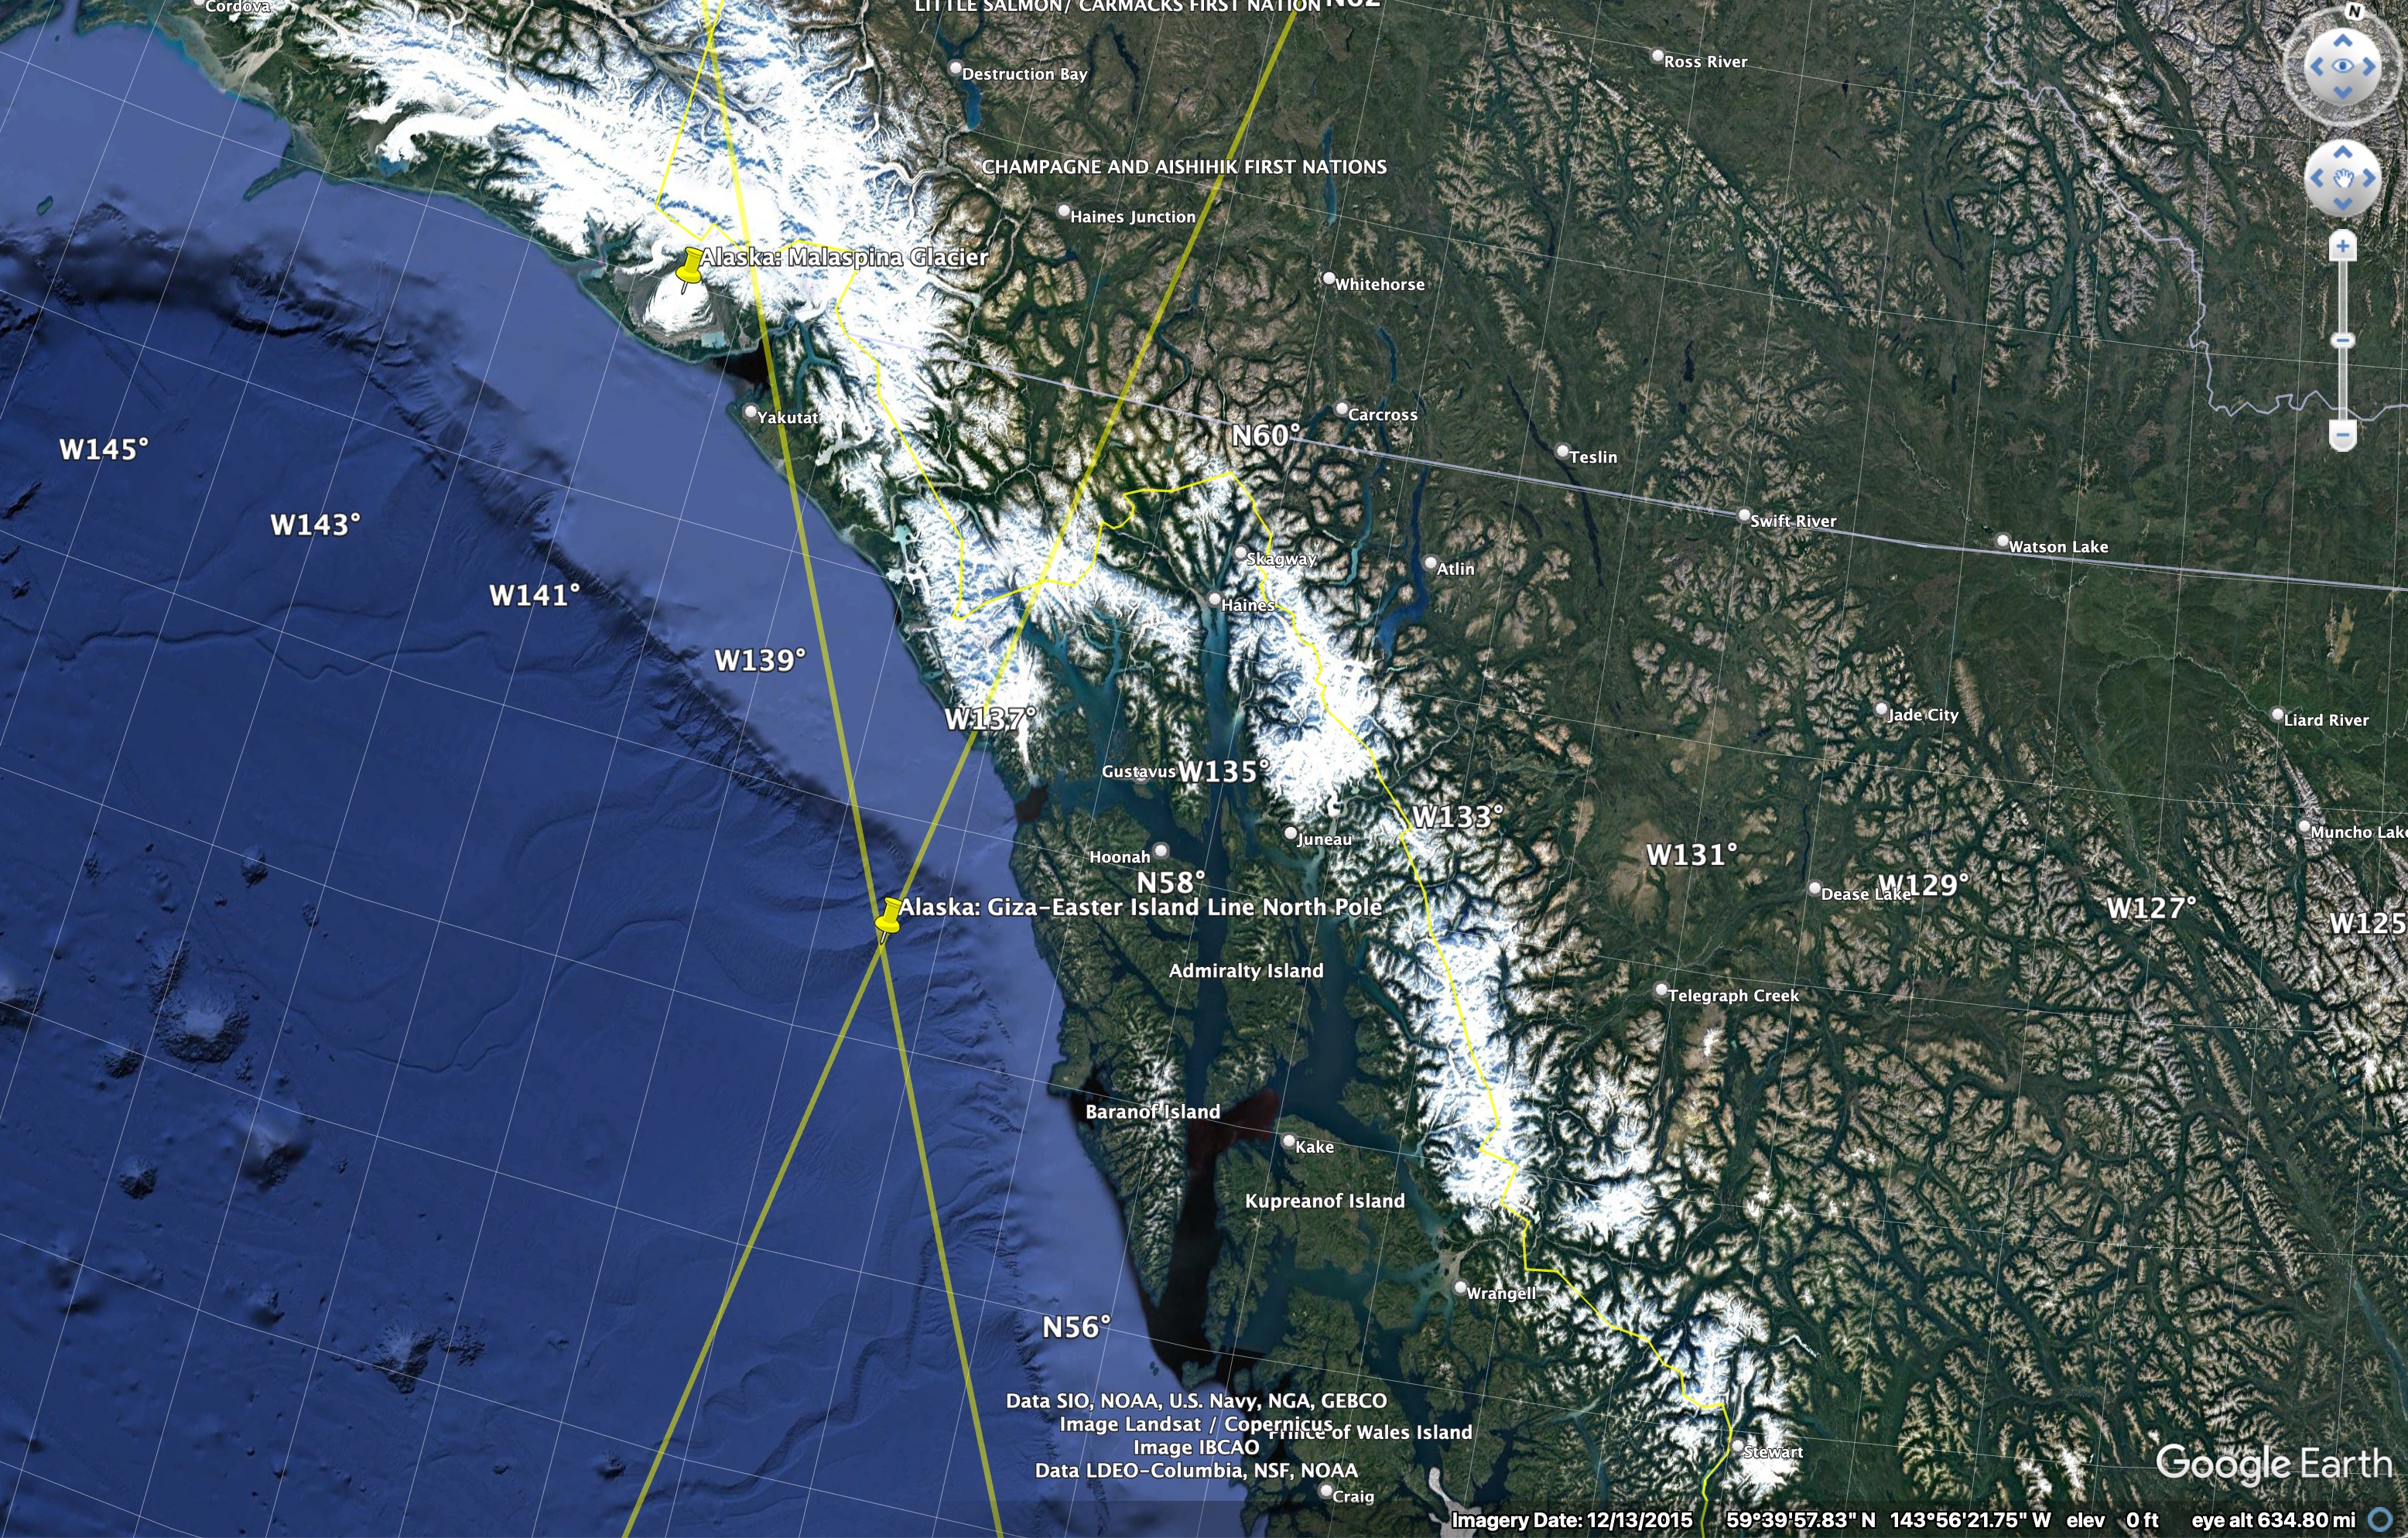 Cordova
LITTLE SALMON/ CARMACKS FIRST NATION
N62
N
Destruction Bay
Ross River
CHAMPAGNE AND AISHIHIK FIRST NATIONS
Haines Junction
Alaska: Malaspina Glacier
Whitehorse
Yakutat
Carcross
N60°
W145°
Teslin
W143°
Swift River
Watson Lake
Skagway
Atlin
W141°
Haines
W139°
W137°
Jade City
Liard River
Gustavus
W135°
W133°
Muncho Lake
Juneau
Hoonah
W131°
N58°
W129°
Dease Lake
W127°
W125
Alaska: Giza-Easter Island Line North Pole
Admiralty Island
Telegraph Creek
Baranof Island
Kake
Kupreanof Island
Wrangell
N56°
Data SIO, NOAA, U.S. Navy, NGA, GEBCO
Image Landsat / Copernicus
Prince of Wales Island
Image IBCAO
Data LDEO-Columbia, NSF, NOAA
Stewart
Google Earth
Craig
Imagery Date: 12/13/2015 59°39'57.83" N 143°56'21.75" W elev 0 ft eye alt 634.80 mi